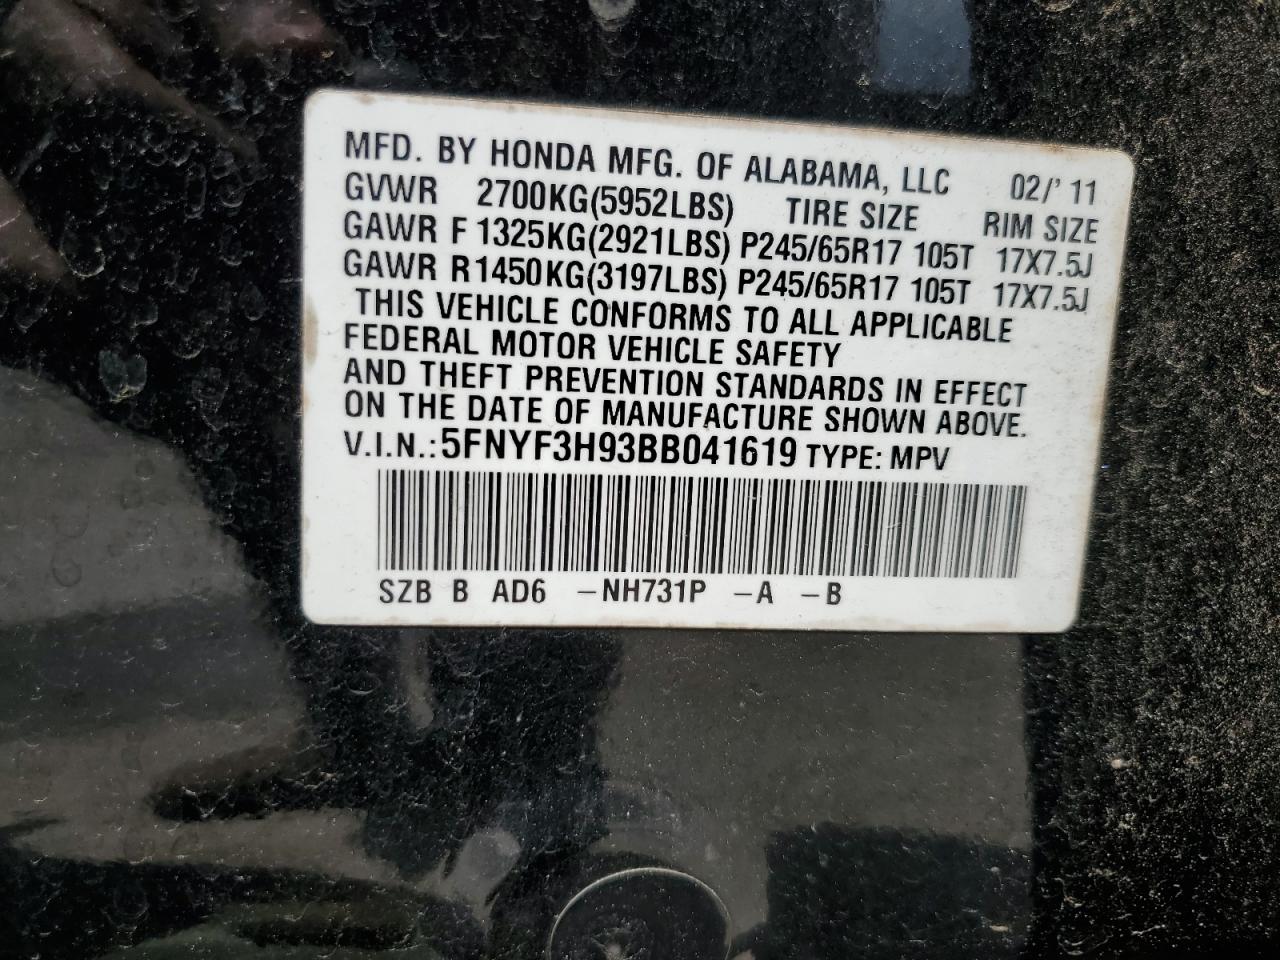 MFD. BY HONDA MFG. OF ALABAMA, LLC 02/'11
GVWR 2700KG(5952LBS) TIRE SIZE RIM SIZE
GAWR F 1325KG(2921LBS) P245/65R17 105T 17X7.5J
GAWR R 1450KG(3197LBS) P245/65R17 105T 17X7.5J
THIS VEHICLE CONFORMS TO ALL APPLICABLE
FEDERAL MOTOR VEHICLE SAFETY
AND THEFT PREVENTION STANDARDS IN EFFECT
ON THE DATE OF MANUFACTURE SHOWN ABOVE.
V.I.N.: 5FNYF3H93BB041619 TYPE: MPV
SZB B AD6 -NH731P -A -B